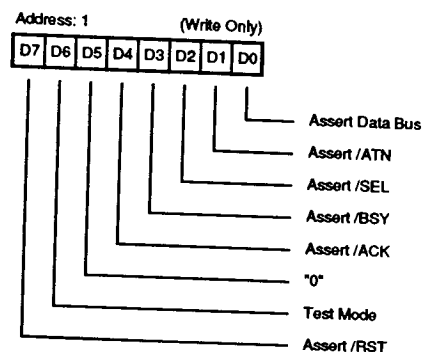 Address: 1 (Write Only)
D7 D6 D5 D4 D3 D2 D1 D0
Assert Data Bus
Assert /ATN
Assert /SEL
Assert /BSY
Assert /ACK
"0"
Test Mode
Assert /RST